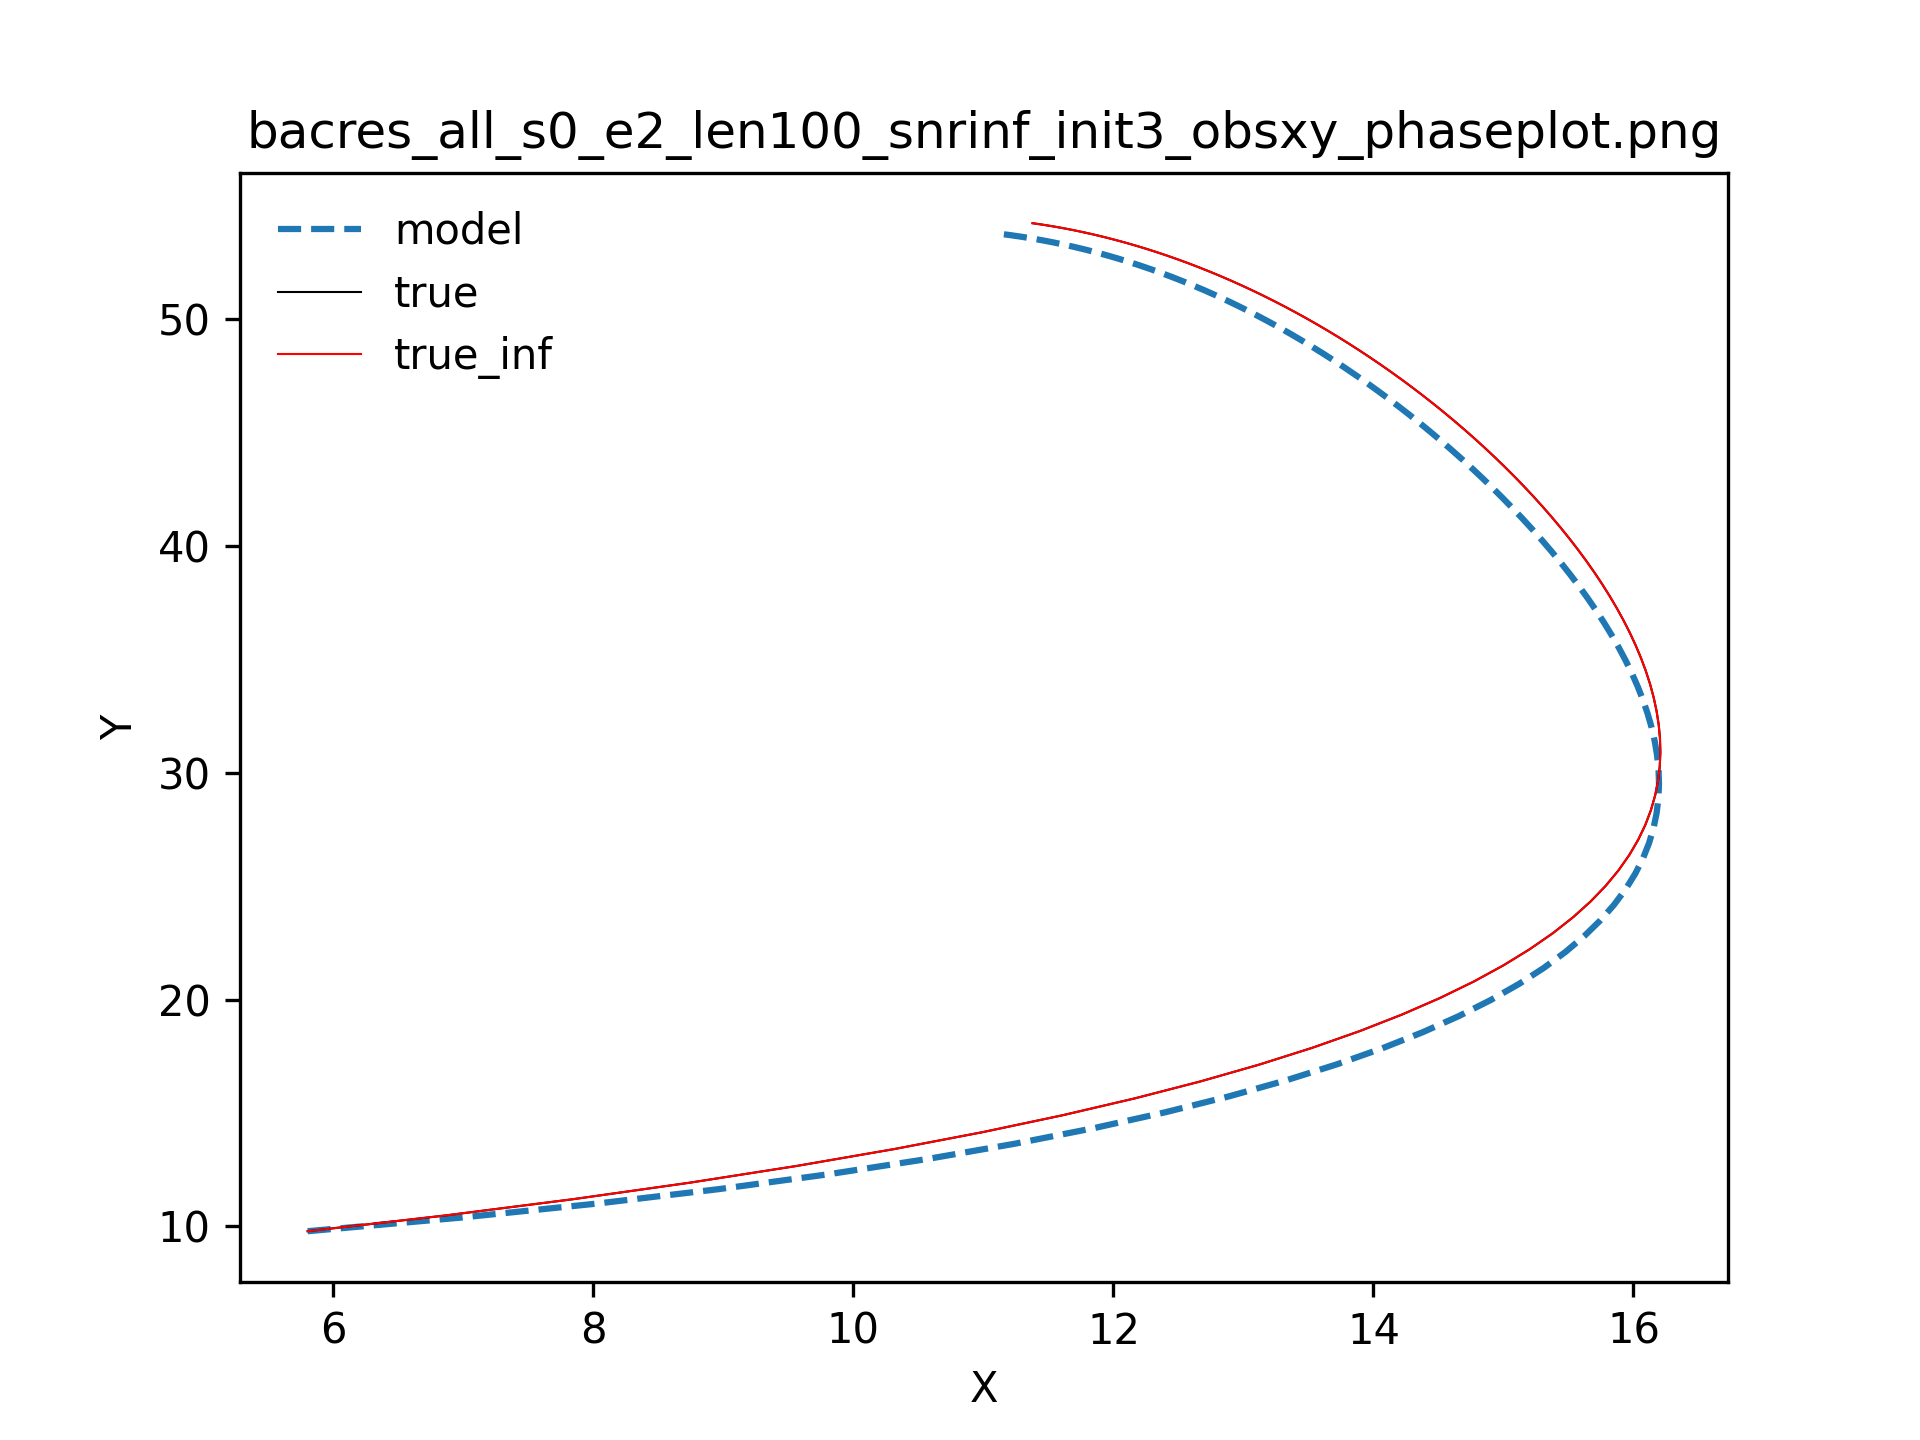 bacres_all_s0_e2_len100_snrinf_init3_obsxy_phaseplot.png
model
true
true_inf
50
40
30
20
10
Y
6 8 10 12 14 16
X